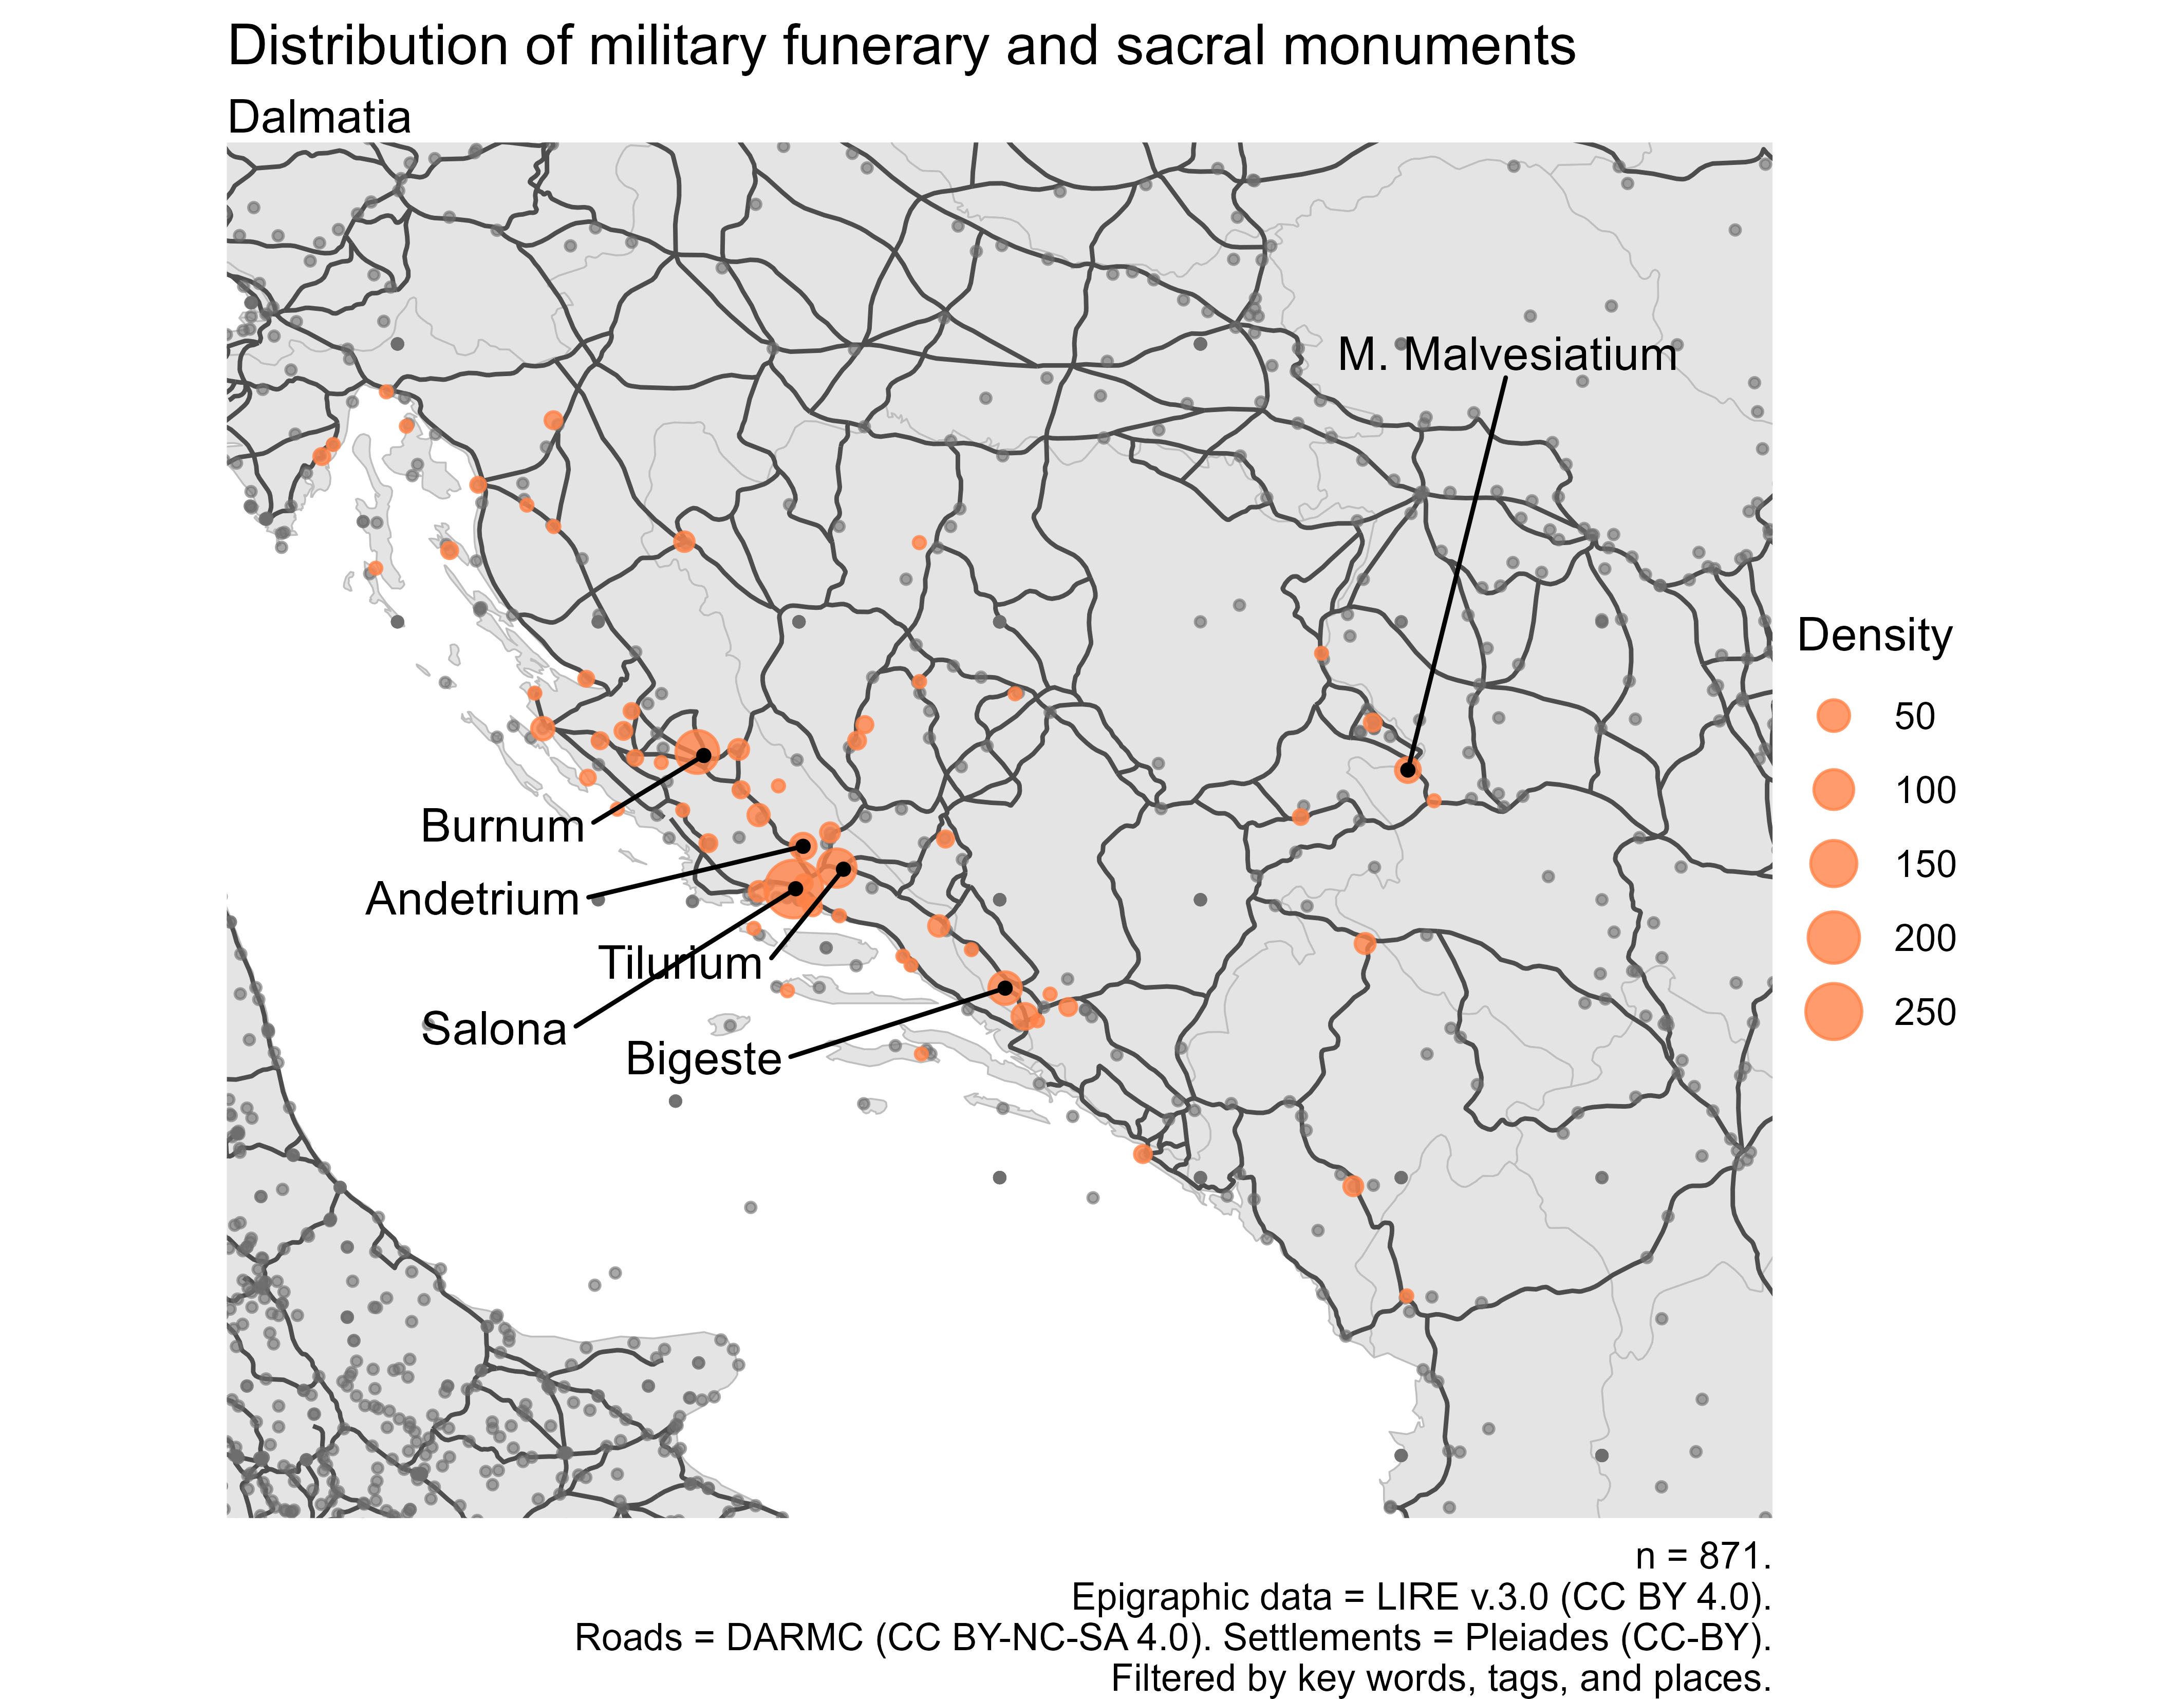 Distribution of military funerary and sacral monuments
Dalmatia
M. Malvesiatium
Burnum
Andetrium
Tilurium
Salona
Bigeste
Density
50
100
150
200
250
n = 871.
Epigraphic data = LIRE v.3.0 (CC BY 4.0).
Roads = DARMC (CC BY-NC-SA 4.0). Settlements = Pleiades (CC-BY).
Filtered by key words, tags, and places.